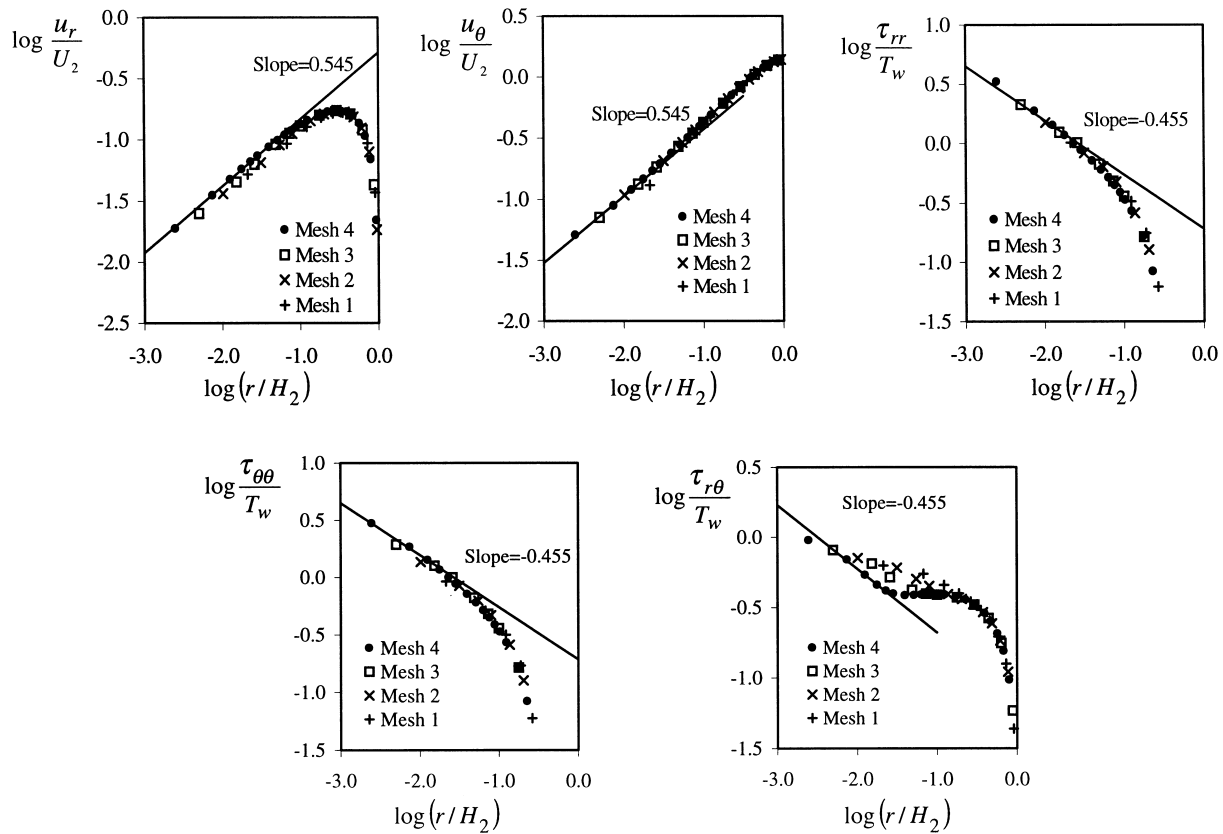 log u_r / U_2
0.0
-0.5
-1.0
-1.5
-2.0
-2.5
Slope=0.545
Mesh 4
Mesh 3
Mesh 2
Mesh 1
-3.0 -2.0 -1.0 0.0
log(r/H_2)
log u_θ / U_2
0.5
0.0
-0.5
-1.0
-1.5
-2.0
Slope=0.545
Mesh 4
Mesh 3
Mesh 2
Mesh 1
-3.0 -2.0 -1.0 0.0
log(r/H_2)
log τ_rr / T_w
1.0
0.5
0.0
-0.5
-1.0
-1.5
Slope=-0.455
Mesh 4
Mesh 3
Mesh 2
Mesh 1
-3.0 -2.0 -1.0 0.0
log(r/H_2)
log τ_θθ / T_w
1.0
0.5
0.0
-0.5
-1.0
-1.5
Slope=-0.455
Mesh 4
Mesh 3
Mesh 2
Mesh 1
-3.0 -2.0 -1.0 0.0
log(r/H_2)
log τ_rθ / T_w
0.5
0.0
-0.5
-1.0
-1.5
Slope=-0.455
Mesh 4
Mesh 3
Mesh 2
Mesh 1
-3.0 -2.0 -1.0 0.0
log(r/H_2)